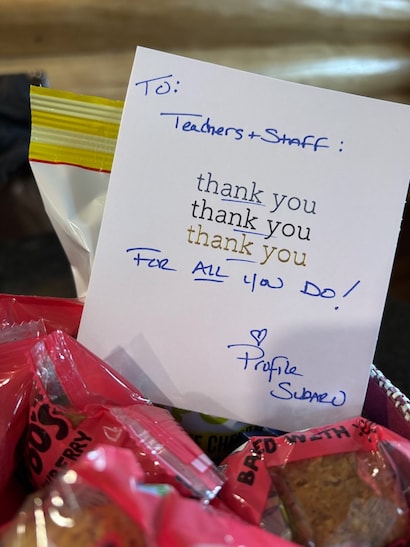 To:
Teachers + Staff:
thank you
thank you
thank you
For ALL you Do!
♡
Profile
Subaru
BAKED WITH